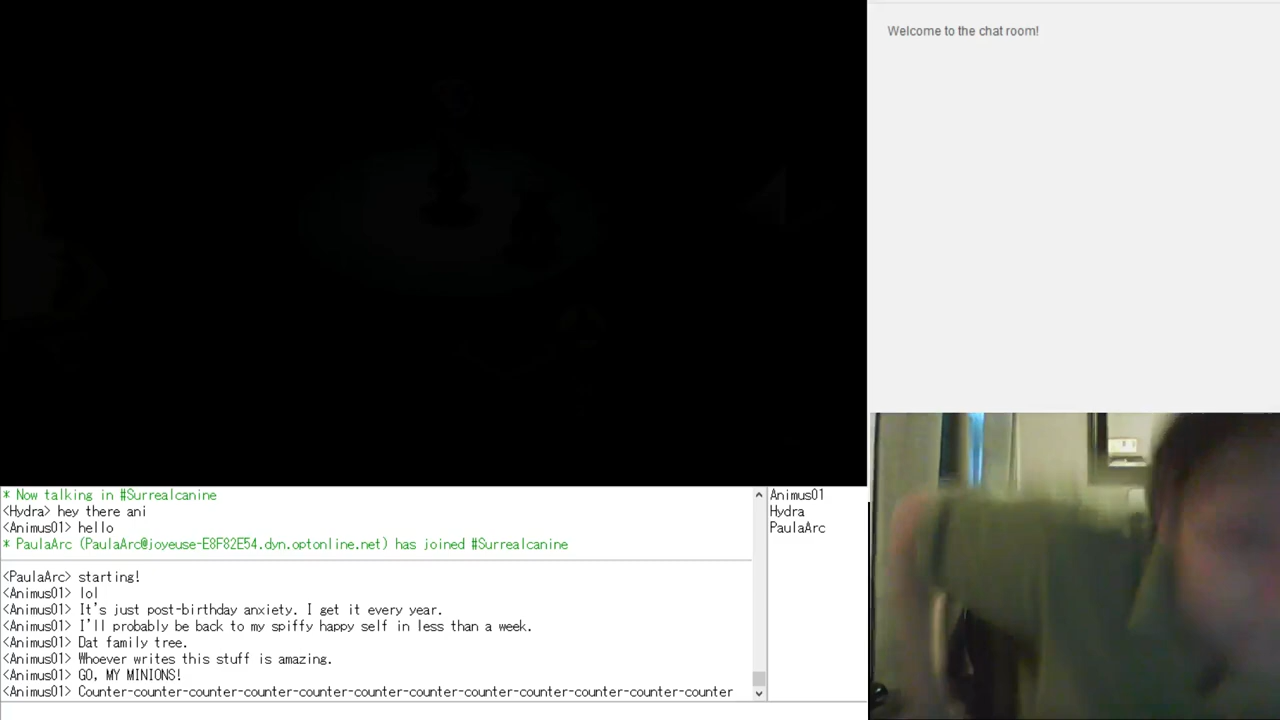 Welcome to the chat room!
* Now talking in #Surrealcanine
<Hydra> hey there ani
<Animus01> hello
* PaulaArc (PaulaArc@joyeuse-E8F82E54.dyn.optonline.net) has joined #Surrealcanine
<PaulaArc> starting!
<Animus01> lol
<Animus01> It's just post-birthday anxiety. I get it every year.
<Animus01> I'll probably be back to my spiffy happy self in less than a week.
<Animus01> Dat family tree.
<Animus01> Whoever writes this stuff is amazing.
<Animus01> GO, MY MINIONS!
<Animus01> Counter-counter-counter-counter-counter-counter-counter-counter-counter-counter-counter-counter
Animus01
Hydra
PaulaArc